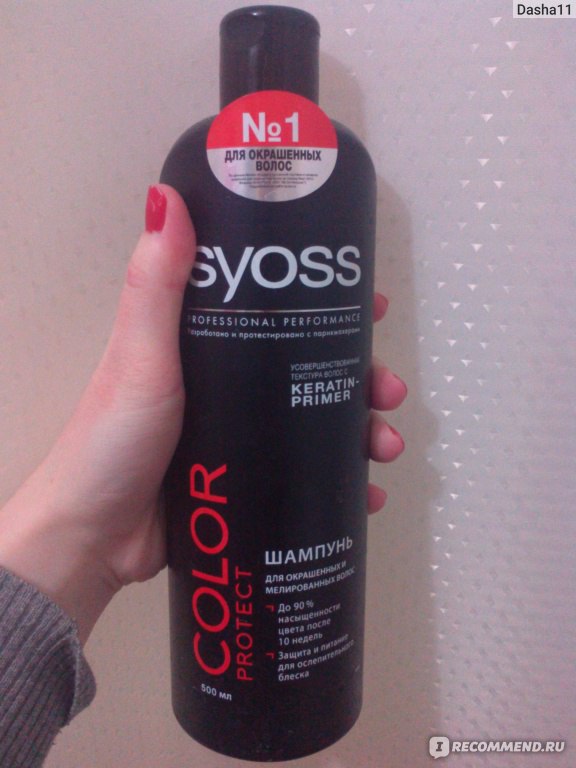 Dasha11
№1
ДЛЯ ОКРАШЕННЫХ
ВОЛОС
syoss
PROFESSIONAL PERFORMANCE
Разработано и протестировано с парикмахерами
УСОВЕРШЕНСТВОВАННАЯ
ТЕКСТУРА ВОЛОС С
KERATIN-
PRIMER
COLOR
PROTECT
ШАМПУНЬ
ДЛЯ ОКРАШЕННЫХ И
МЕЛИРОВАННЫХ ВОЛОС
До 90%
насыщенности
цвета после
10 недель
Защита и питание
для ослепительного
блеска
500 мл
I RECOMMEND.RU